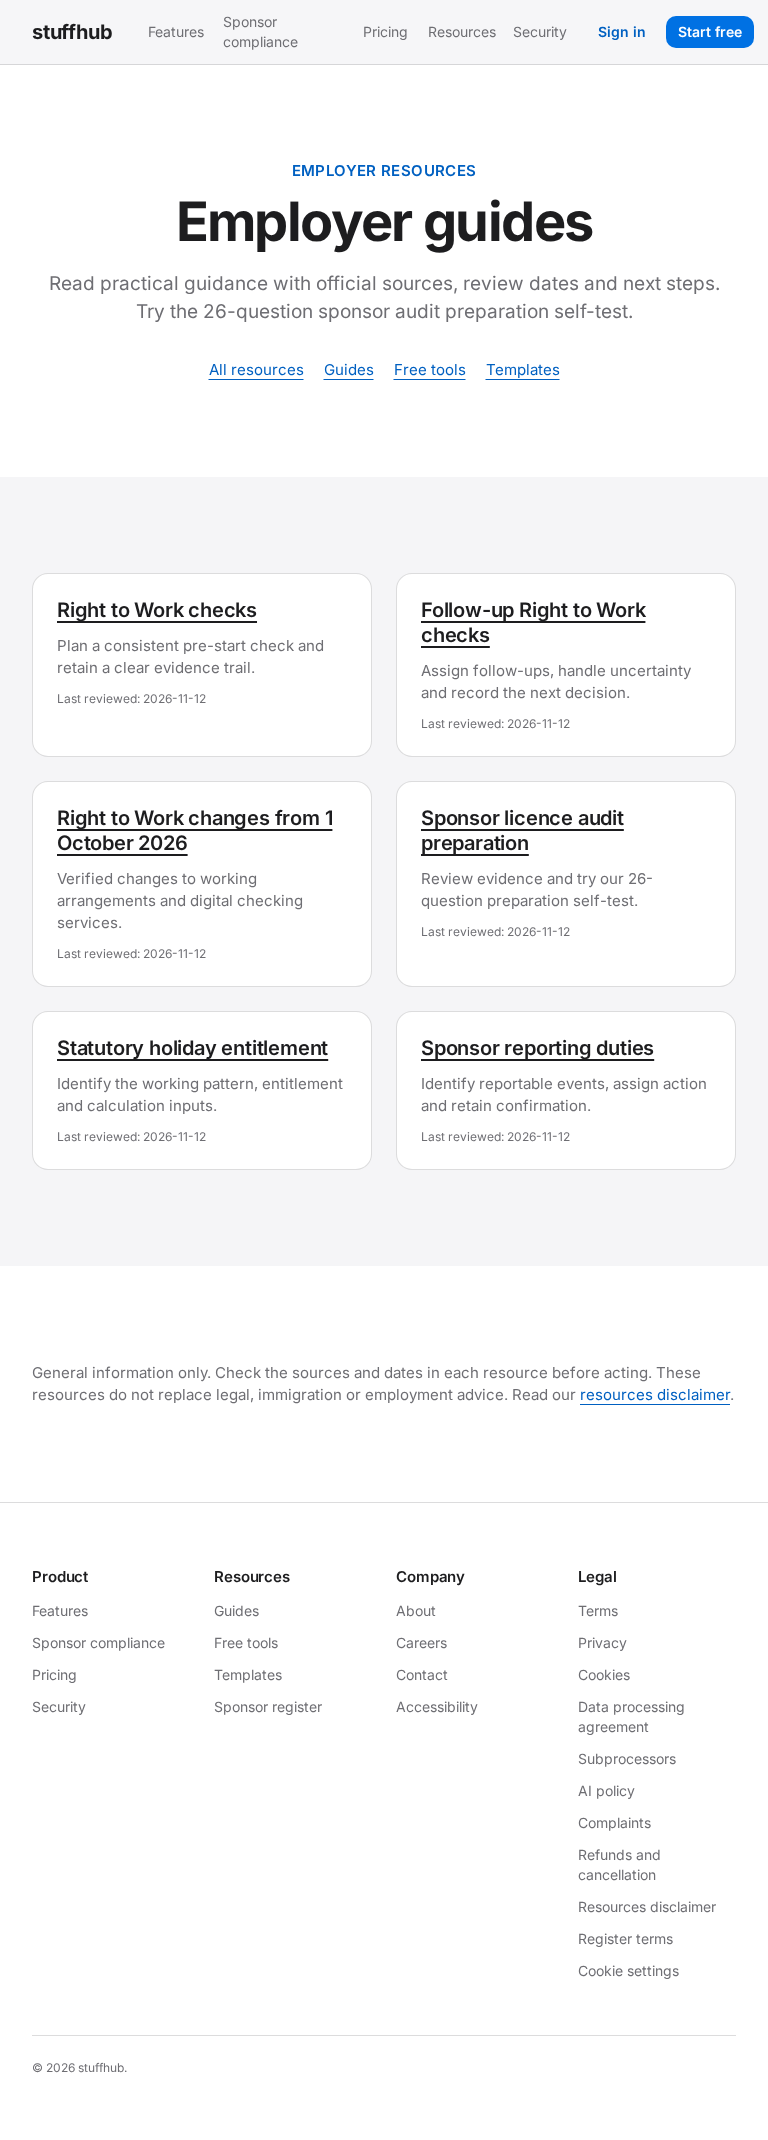 stuffhub
Features
Sponsor
compliance
Pricing
Resources
Security
Sign in
Start free
EMPLOYER RESOURCES
Employer guides
Read practical guidance with official sources, review dates and next steps.
Try the 26-question sponsor audit preparation self-test.
All resources
Guides
Free tools
Templates
Right to Work checks
Plan a consistent pre-start check and
retain a clear evidence trail.
Last reviewed: 2026-11-12
Follow-up Right to Work
checks
Assign follow-ups, handle uncertainty
and record the next decision.
Last reviewed: 2026-11-12
Right to Work changes from 1
October 2026
Verified changes to working
arrangements and digital checking
services.
Last reviewed: 2026-11-12
Sponsor licence audit
preparation
Review evidence and try our 26-
question preparation self-test.
Last reviewed: 2026-11-12
Statutory holiday entitlement
Identify the working pattern, entitlement
and calculation inputs.
Last reviewed: 2026-11-12
Sponsor reporting duties
Identify reportable events, assign action
and retain confirmation.
Last reviewed: 2026-11-12
General information only. Check the sources and dates in each resource before acting. These
resources do not replace legal, immigration or employment advice. Read our resources disclaimer.
Product
Features
Sponsor compliance
Pricing
Security
Resources
Guides
Free tools
Templates
Sponsor register
Company
About
Careers
Contact
Accessibility
Legal
Terms
Privacy
Cookies
Data processing
agreement
Subprocessors
AI policy
Complaints
Refunds and
cancellation
Resources disclaimer
Register terms
Cookie settings
© 2026 stuffhub.